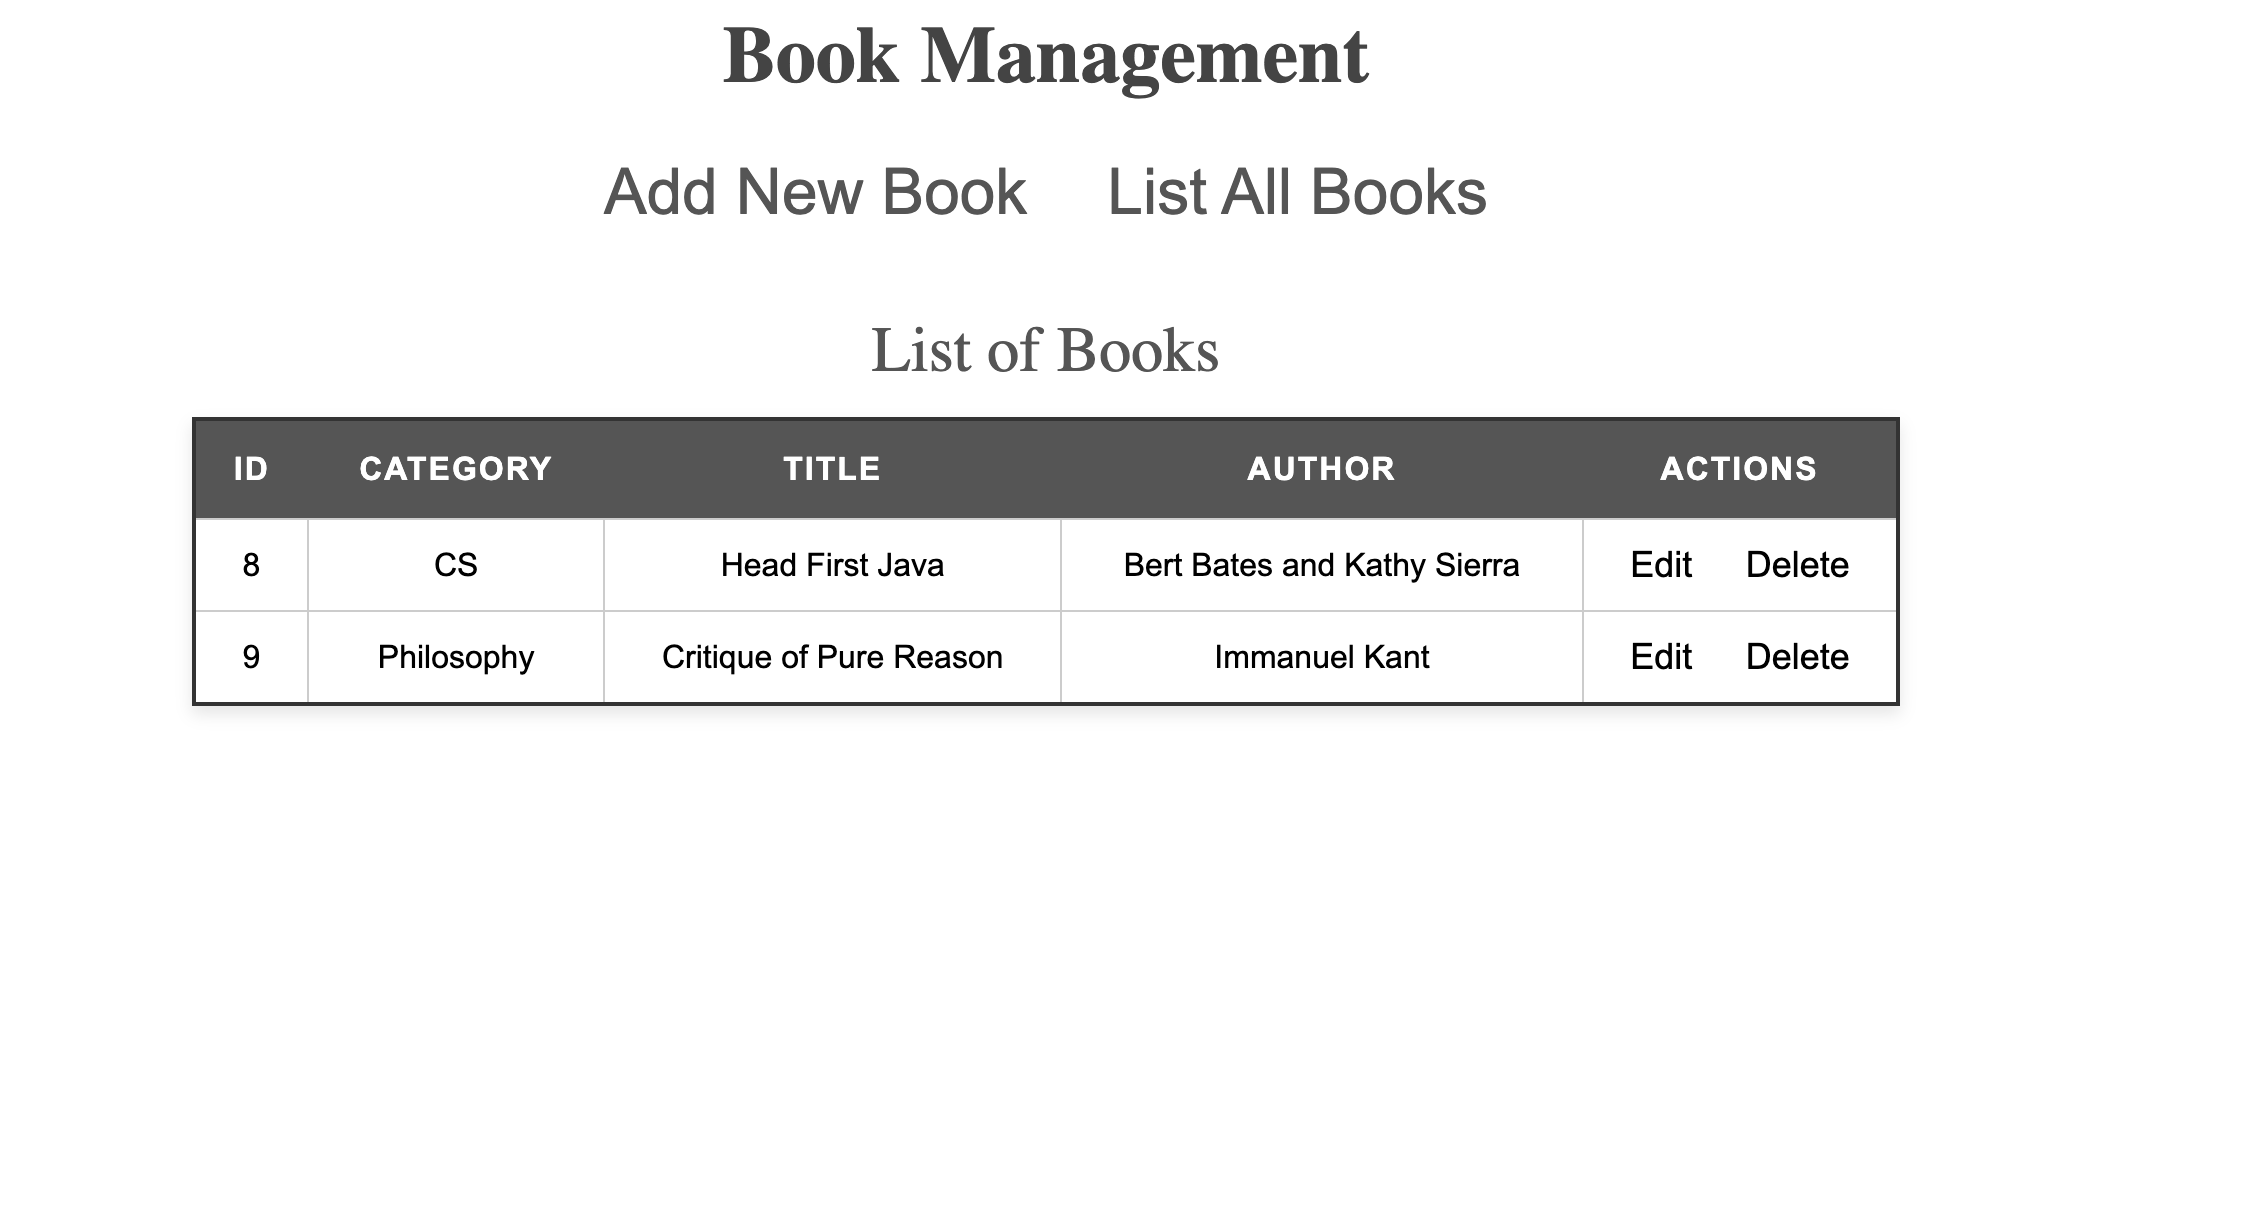 Book Management
Add New Book List All Books
List of Books
ID CATEGORY TITLE AUTHOR ACTIONS
8 CS Head First Java Bert Bates and Kathy Sierra Edit Delete
9 Philosophy Critique of Pure Reason Immanuel Kant Edit Delete